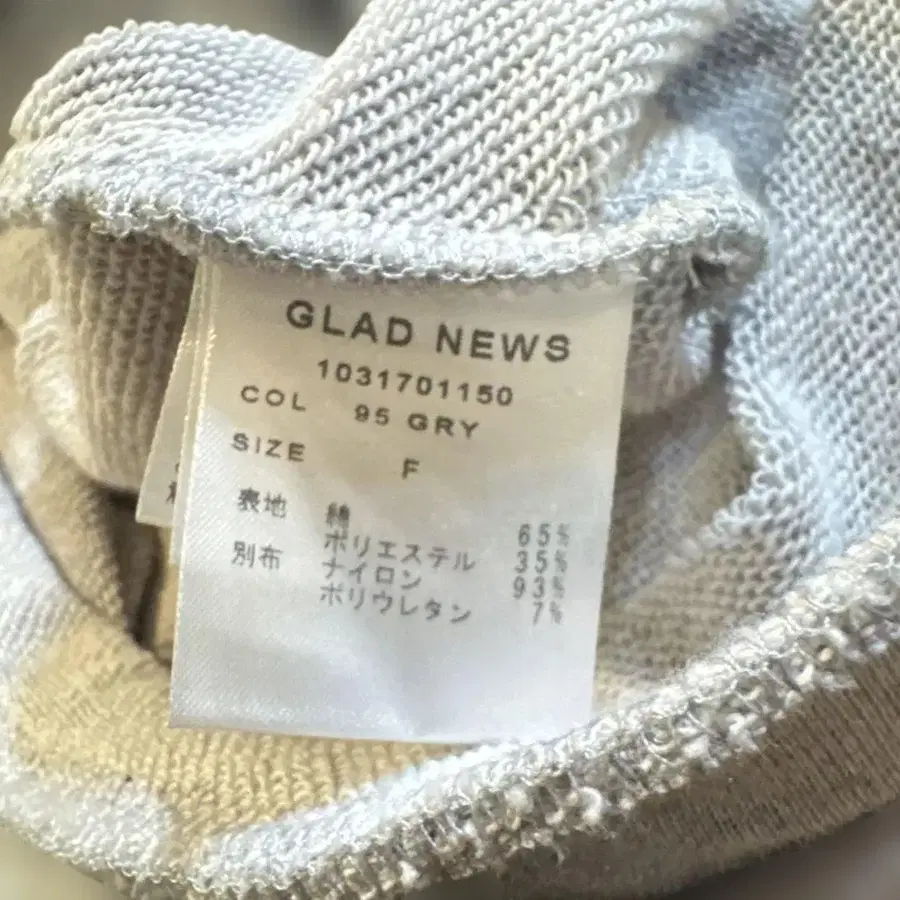 GLAD NEWS
1031701150
COL 95 GRY
SIZE F
表地 綿 65%
ポリエステル 35%
別布 ナイロン 93%
ポリウレタン 7%